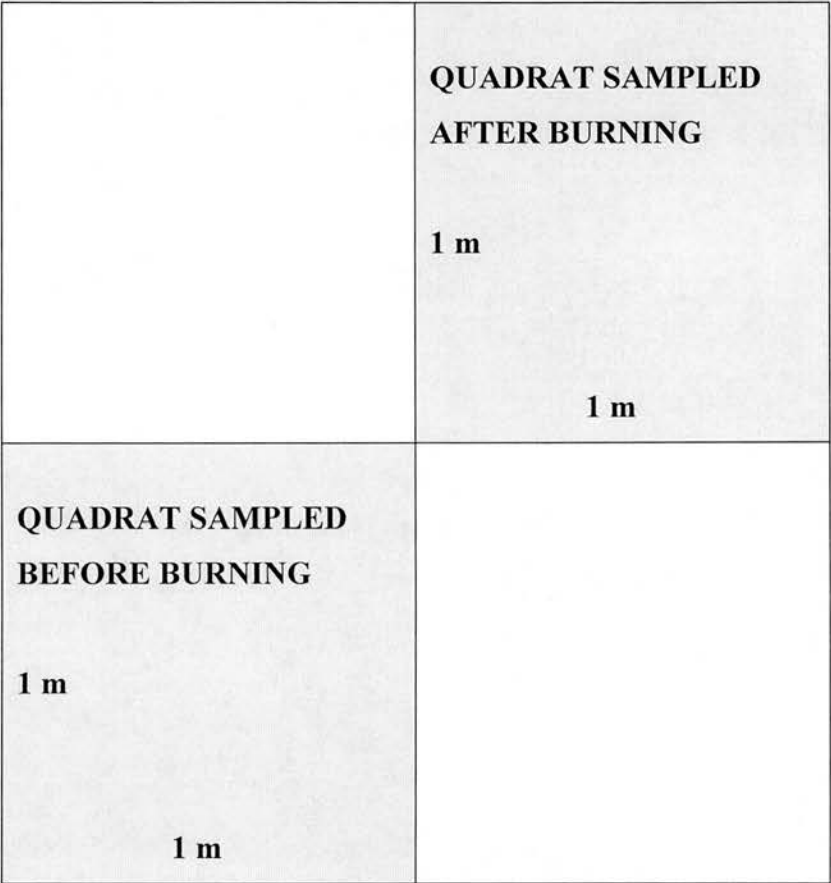 QUADRAT SAMPLED
AFTER BURNING
1 m
1 m
QUADRAT SAMPLED
BEFORE BURNING
1 m
1 m